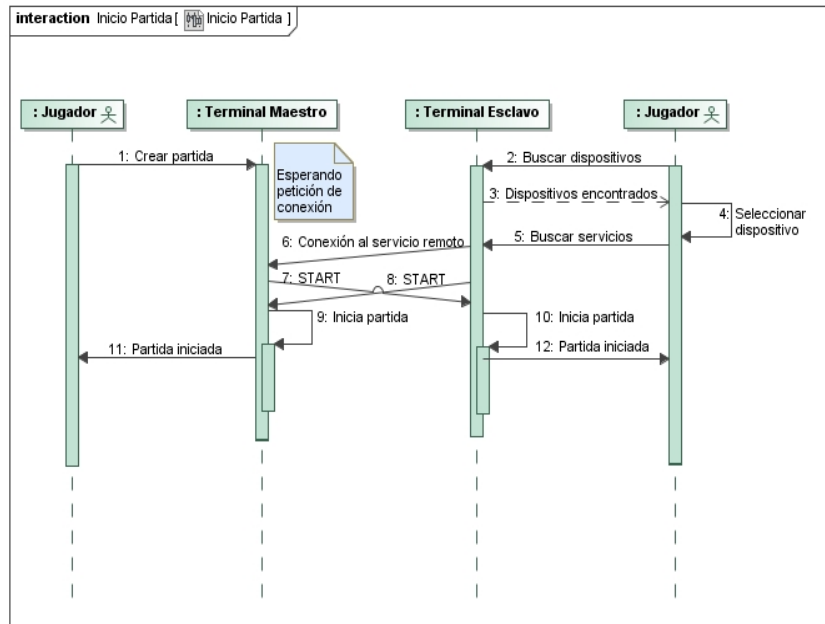 interaction Inicio Partida [ Inicio Partida ]
: Jugador
: Terminal Maestro
: Terminal Esclavo
: Jugador
1: Crear partida
Esperando
petición de
conexión
2: Buscar dispositivos
3: Dispositivos encontrados
4: Seleccionar
dispositivo
5: Buscar servicios
6: Conexión al servicio remoto
7: START
8: START
9: Inicia partida
10: Inicia partida
11: Partida iniciada
12: Partida iniciada